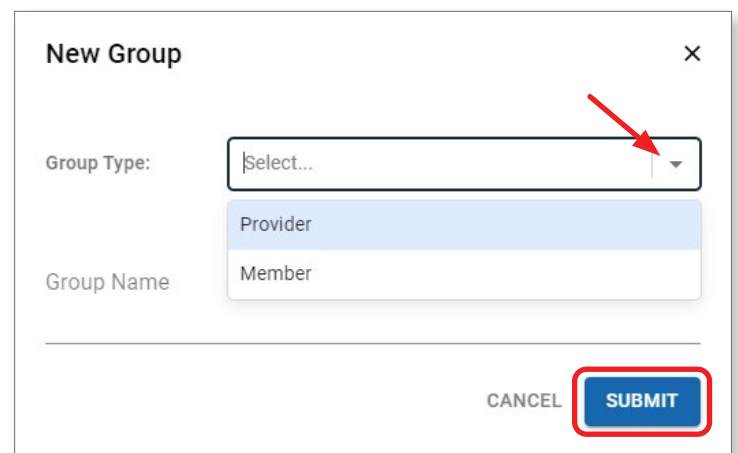 New Group
Group Type:
Select...
Provider
Member
Group Name
CANCEL
SUBMIT